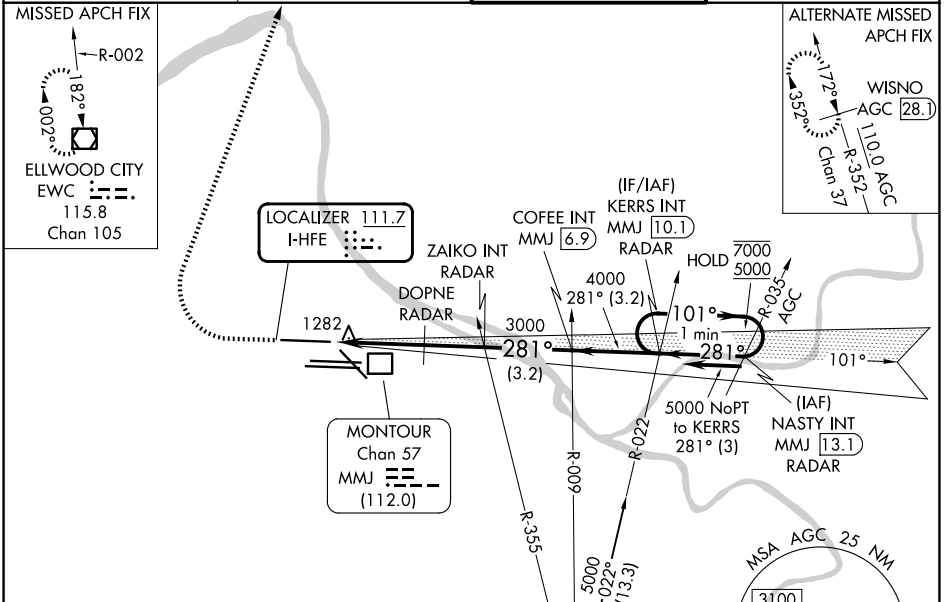 MISSED APCH FIX
R-002
182°
002°
ELLWOOD CITY
EWC
115.8
Chan 105
ALTERNATE MISSED
APCH FIX
172°
352°
WISNO
AGC 28.1
110.0 AGC
R-352
Chan 37
LOCALIZER 111.7
I-HFE
ZAIKO INT
RADAR
DOPNE
RADAR
COFEE INT
MMJ 6.9
(IF/IAF)
KERRS INT
MMJ 10.1
RADAR
HOLD 7000
5000
R-035
AGC
4000
281° (3.2)
101°
1 min
281°
1282
3000
281°
(3.2)
101°
5000 NoPT
to KERRS
281° (3)
(IAF)
NASTY INT
MMJ 13.1
RADAR
MONTOUR
Chan 57
MMJ
(112.0)
R-355
R-009
R-022
5000
022°
(13.3)
MSA AGC 25 NM
3100